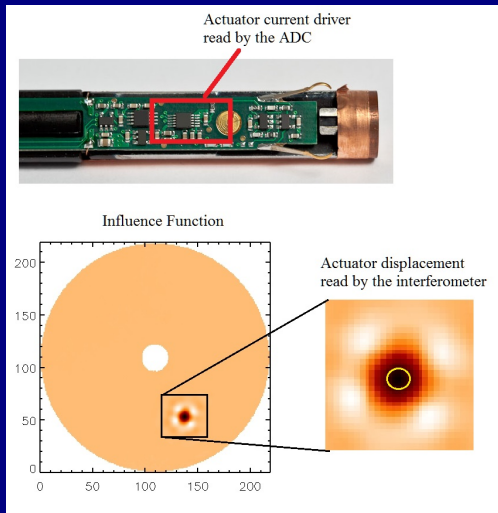 Actuator current driver
read by the ADC
Influence Function
Actuator displacement
read by the interferometer
200
150
100
50
0
0
50
100
150
200